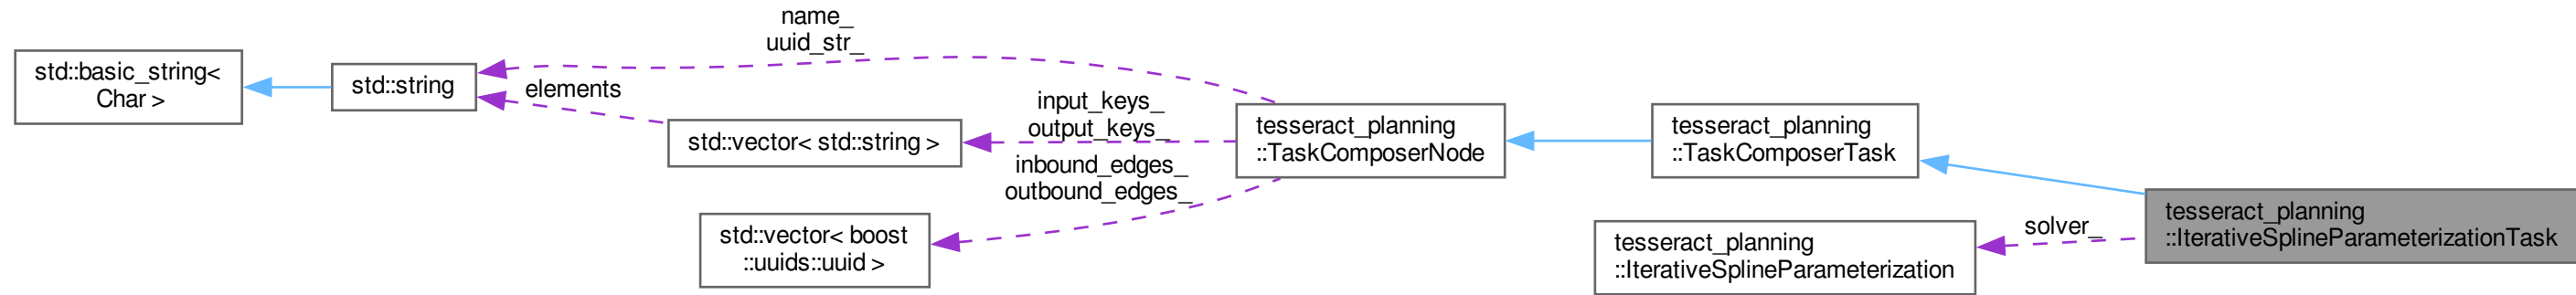 name_
uuid_str_
std::basic_string<
Char >
std::string
elements
std::vector< std::string >
input_keys_
output_keys_
inbound_edges_
outbound_edges_
std::vector< boost
::uuids::uuid >
tesseract_planning
::TaskComposerNode
tesseract_planning
::TaskComposerTask
tesseract_planning
::IterativeSplineParameterization
solver_
tesseract_planning
::IterativeSplineParameterizationTask